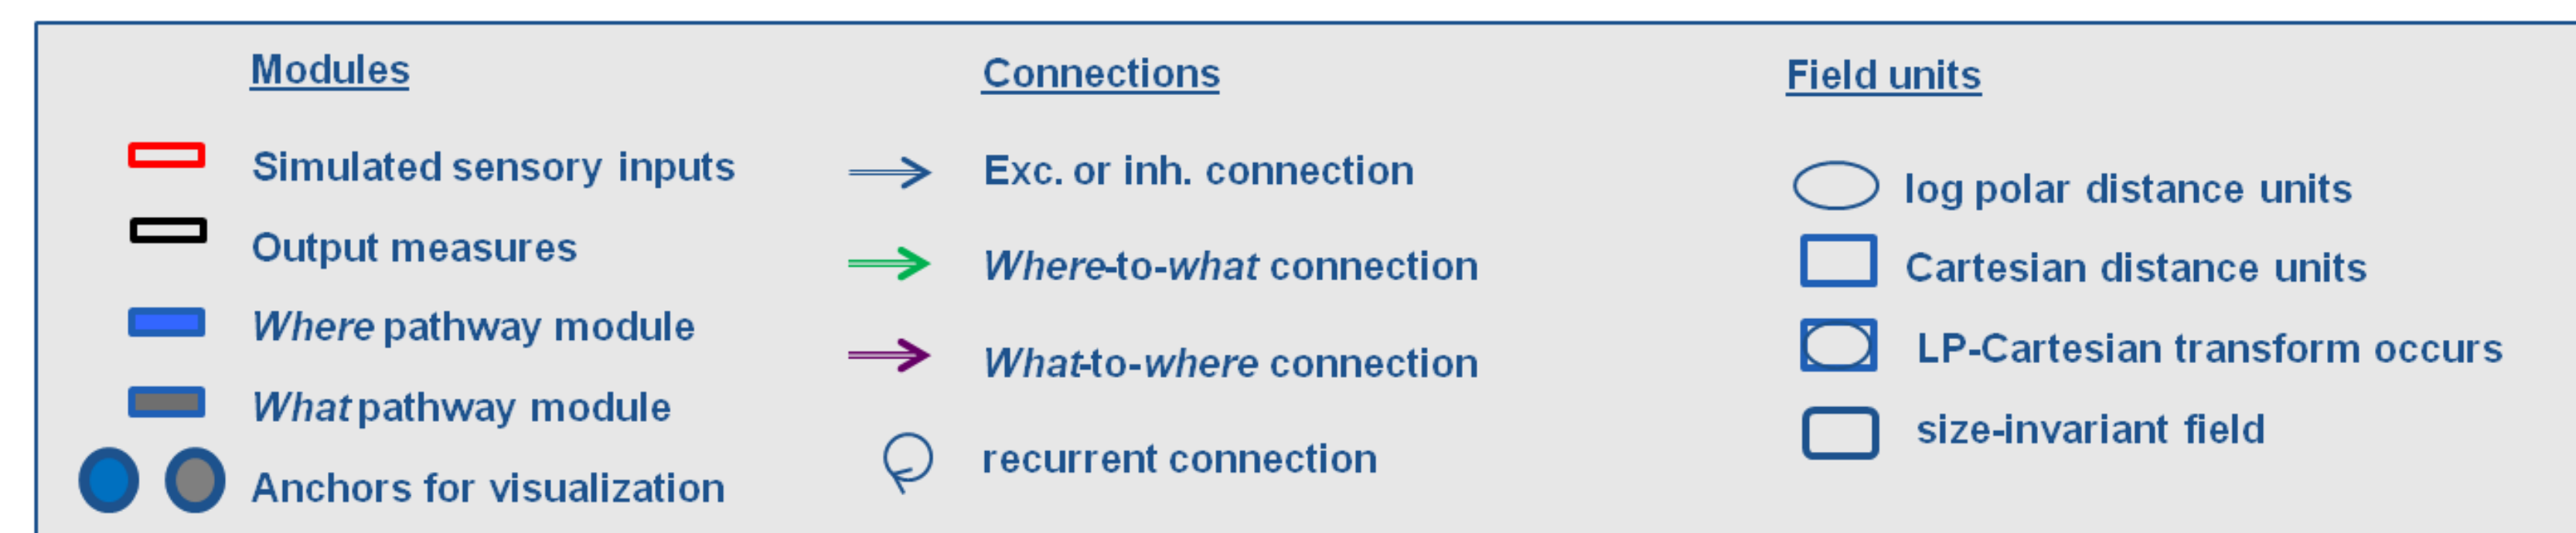 Modules
Simulated sensory inputs
Output measures
Where pathway module
What pathway module
Anchors for visualization
Connections
Exc. or inh. connection
Where-to-what connection
What-to-where connection
recurrent connection
Field units
log polar distance units
Cartesian distance units
LP-Cartesian transform occurs
size-invariant field